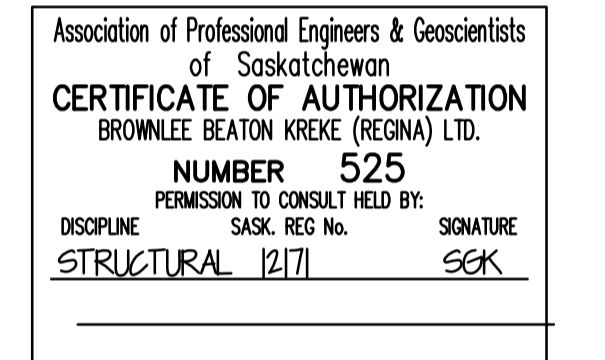 Association of Professional Engineers & Geoscientists
of Saskatchewan
CERTIFICATE OF AUTHORIZATION
BROWNLEE BEATON KREKE (REGINA) LTD.
NUMBER 525
PERMISSION TO CONSULT HELD BY:
DISCIPLINE SASK. REG No. SIGNATURE
STRUCTURAL 12171 SGK